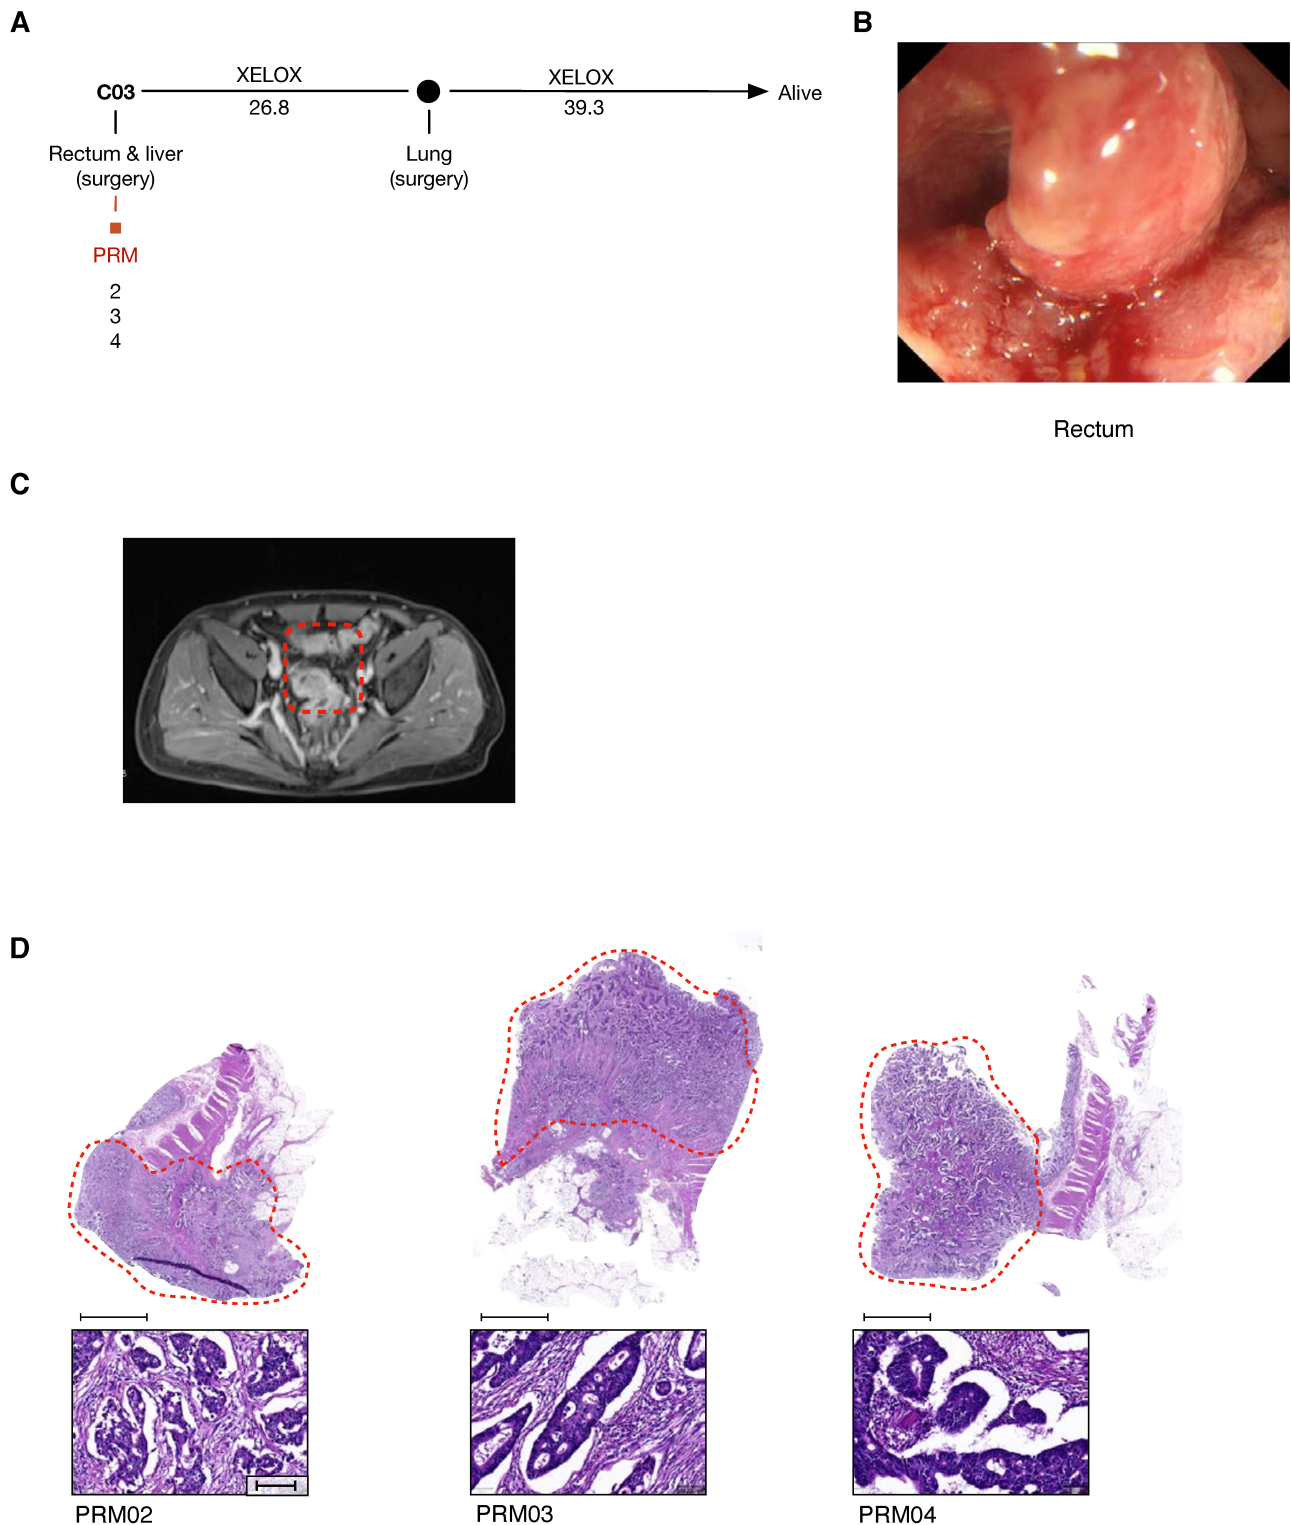 A
C03
XELOX
26.8
XELOX
39.3
Alive
Rectum & liver
(surgery)
Lung
(surgery)
PRM
2
3
4
B
Rectum
C
D
PRM02
PRM03
PRM04